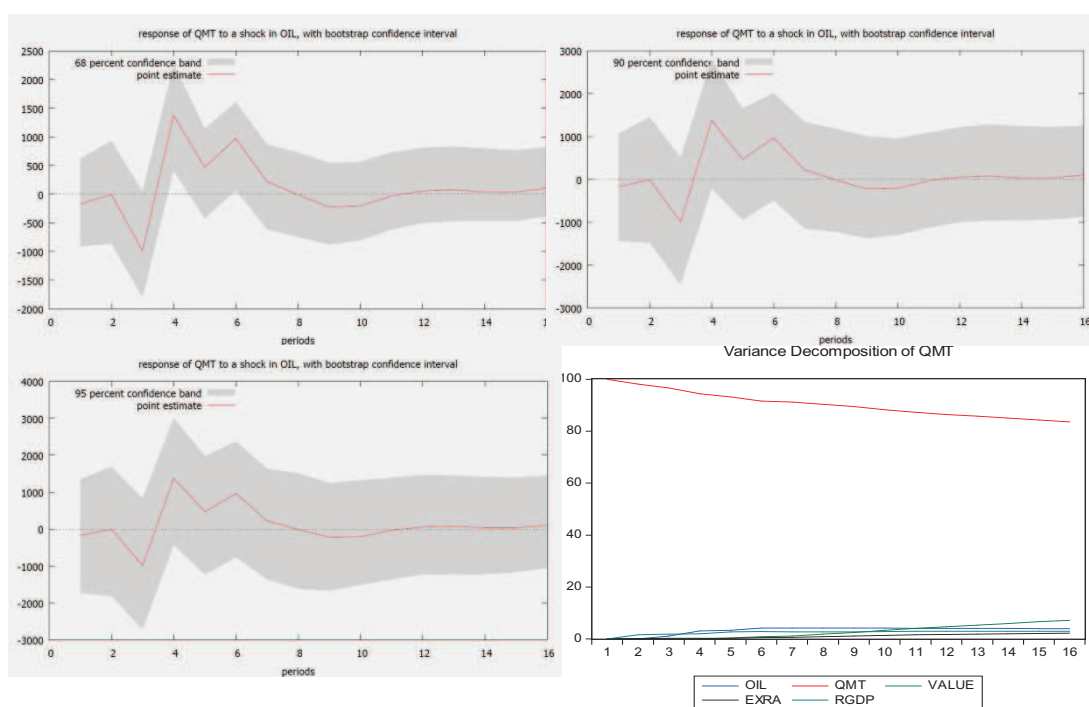 response of QMT to a shock in OIL, with bootstrap confidence interval
2500
2000
1500
1000
500
0
-500
-1000
-1500
-2000
68 percent confidence band
point estimate
0 2 4 6 8 10 12 14 1
periods
response of QMT to a shock in OIL, with bootstrap confidence interval
3000
2000
1000
0
-1000
-2000
-3000
90 percent confidence band
point estimate
0 2 4 6 8 10 12 14 16
periods
response of QMT to a shock in OIL, with bootstrap confidence interval
4000
3000
2000
1000
0
-1000
-2000
-3000
95 percent confidence band
point estimate
0 2 4 6 8 10 12 14 16
periods
Variance Decomposition of QMT
100
80
60
40
20
0
1 2 3 4 5 6 7 8 9 10 11 12 13 14 15 16
OIL QMT VALUE
EXRA RGDP